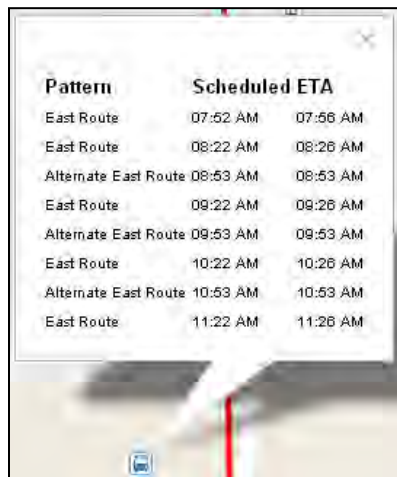 Pattern Scheduled ETA
East Route 07:52 AM 07:56 AM
East Route 08:22 AM 08:26 AM
Alternate East Route 08:53 AM 08:53 AM
East Route 09:22 AM 09:26 AM
Alternate East Route 09:53 AM 09:53 AM
East Route 10:22 AM 10:26 AM
Alternate East Route 10:53 AM 10:53 AM
East Route 11:22 AM 11:26 AM